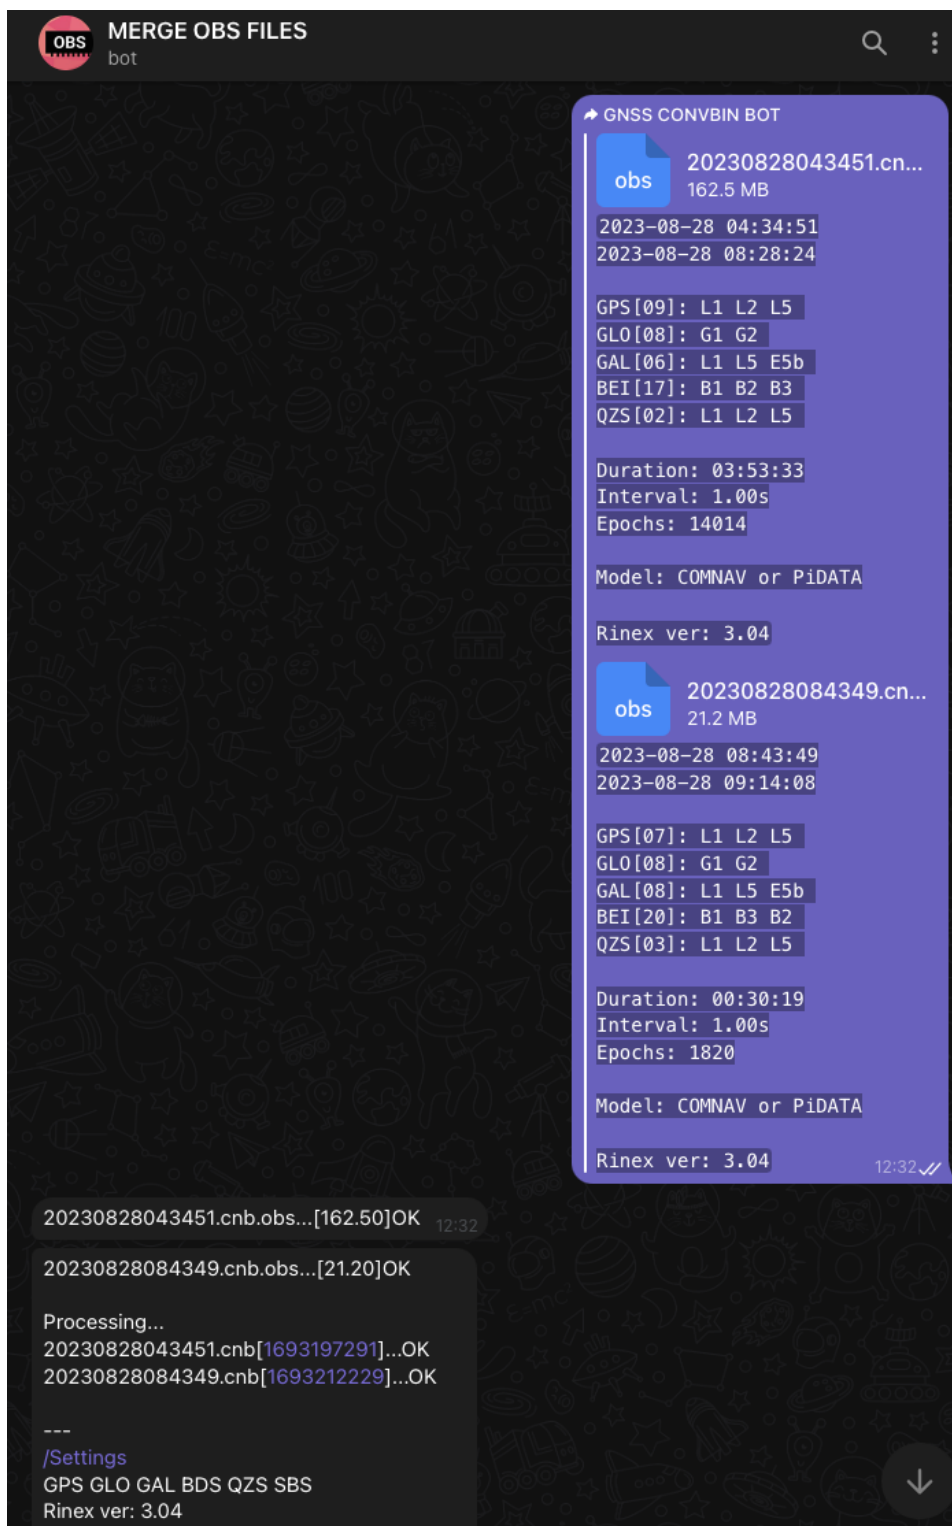 OBS
MERGE OBS FILES
bot
GNSS CONVBIN BOT
obs
20230828043451.cn...
162.5 MB
2023-08-28 04:34:51
2023-08-28 08:28:24
GPS[09]: L1 L2 L5
GLO[08]: G1 G2
GAL[06]: L1 L5 E5b
BEI[17]: B1 B2 B3
QZS[02]: L1 L2 L5
Duration: 03:53:33
Interval: 1.00s
Epochs: 14014
Model: COMNAV or PiDATA
Rinex ver: 3.04
obs
20230828084349.cn...
21.2 MB
2023-08-28 08:43:49
2023-08-28 09:14:08
GPS[07]: L1 L2 L5
GLO[08]: G1 G2
GAL[08]: L1 L5 E5b
BEI[20]: B1 B3 B2
QZS[03]: L1 L2 L5
Duration: 00:30:19
Interval: 1.00s
Epochs: 1820
Model: COMNAV or PiDATA
Rinex ver: 3.04
12:32
20230828043451.cnb.obs...[162.50]OK 12:32
20230828084349.cnb.obs...[21.20]OK
Processing...
20230828043451.cnb[1693197291]...OK
20230828084349.cnb[1693212229]...OK
---
/Settings
GPS GLO GAL BDS QZS SBS
Rinex ver: 3.04